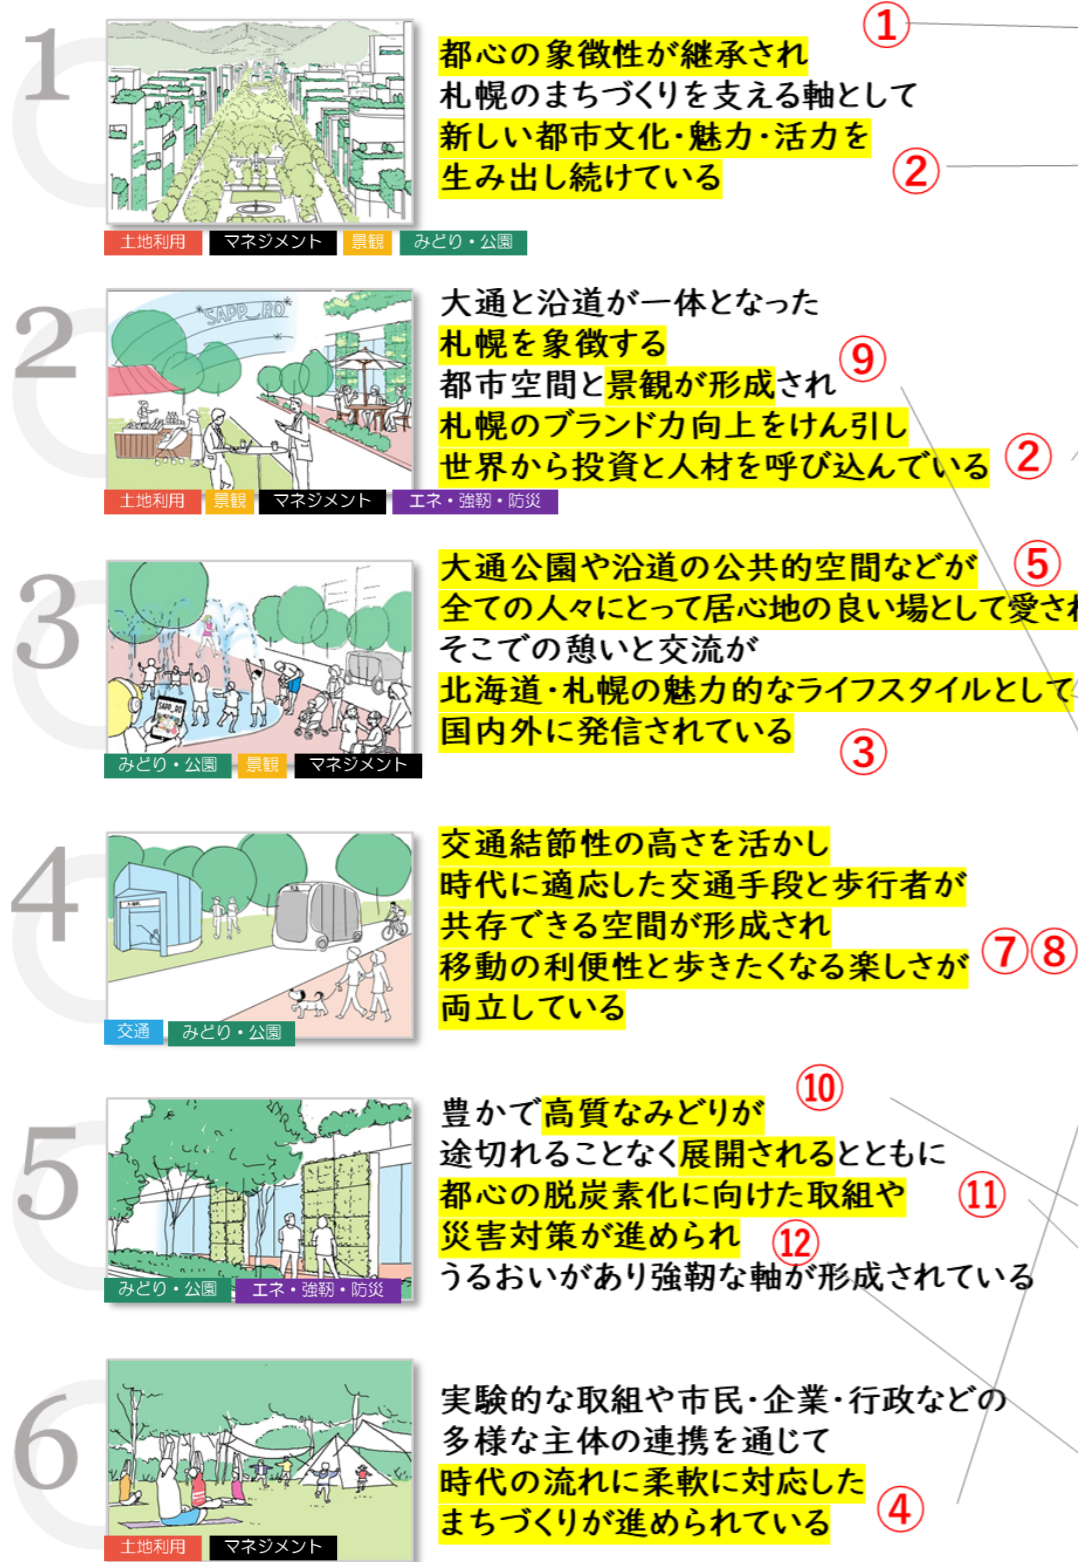 1
都心の象徴性が継承され
①
札幌のまちづくりを支える軸として
新しい都市文化・魅力・活力を
生み出し続けている
②
土地利用 マネジメント 景観 みどり・公園
2
SAPP_RO
大通と沿道が一体となった
札幌を象徴する
都市空間と景観が形成され
⑨
札幌のブランド力向上をけん引し
世界から投資と人材を呼び込んでいる
②
土地利用 景観 マネジメント エネ・強靭・防災
3
SAPP_RO
大通公園や沿道の公共的空間などが
⑤
全ての人々にとって居心地の良い場として愛され
そこでの憩いと交流が
北海道・札幌の魅力的なライフスタイルとして
国内外に発信されている
③
みどり・公園 景観 マネジメント
4
交通結節性の高さを活かし
時代に適応した交通手段と歩行者が
共存できる空間が形成され
移動の利便性と歩きたくなる楽しさが
⑦⑧
両立している
交通 みどり・公園
5
⑩
豊かで高質なみどりが
途切れることなく展開されるとともに
都心の脱炭素化に向けた取組や
⑪
災害対策が進められ
⑫
うるおいがあり強靭な軸が形成されている
みどり・公園 エネ・強靭・防災
6
実験的な取組や市民・企業・行政などの
多様な主体の連携を通じて
時代の流れに柔軟に対応した
まちづくりが進められている
④
土地利用 マネジメント